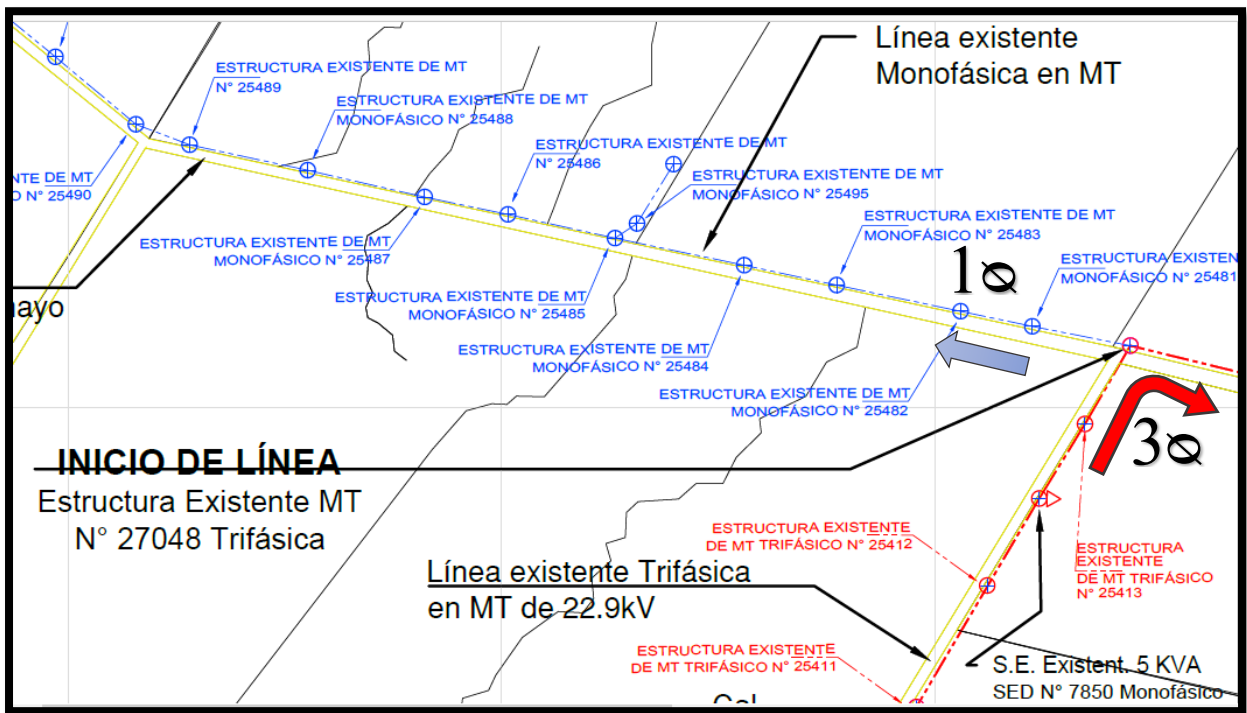 Línea existente
Monofásica en MT
ESTRUCTURA EXISTENTE DE MT
N° 25489
ESTRUCTURA EXISTENTE DE MT
MONOFÁSICO N° 25488
ESTRUCTURA EXISTENTE DE MT
N° 25486
NTE DE MT
O N° 25490
ESTRUCTURA EXISTENTE DE MT
MONOFÁSICO N° 25495
ESTRUCTURA EXISTENTE DE MT
MONOFÁSICO N° 25483
ESTRUCTURA EXISTENTE DE MT
MONOFÁSICO N° 25487
ESTRUCTURA EXISTEN
MONOFÁSICO N° 25481
1ø
ayo
ESTRUCTURA EXISTENTE DE MT
MONOFÁSICO N° 25485
ESTRUCTURA EXISTENTE DE MT
MONOFÁSICO N° 25484
ESTRUCTURA EXISTENTE DE MT
MONOFÁSICO N° 25482
3ø
INICIO DE LÍNEA
Estructura Existente MT
N° 27048 Trifásica
ESTRUCTURA EXISTENTE
DE MT TRIFÁSICO N° 25412
ESTRUCTURA
EXISTENTE
DE MT TRIFÁSICO
N° 25413
Línea existente Trifásica
en MT de 22.9kV
ESTRUCTURA EXISTENTE
DE MT TRIFÁSICO N° 25411
S.E. Existent. 5 KVA
SED N° 7850 Monofásico